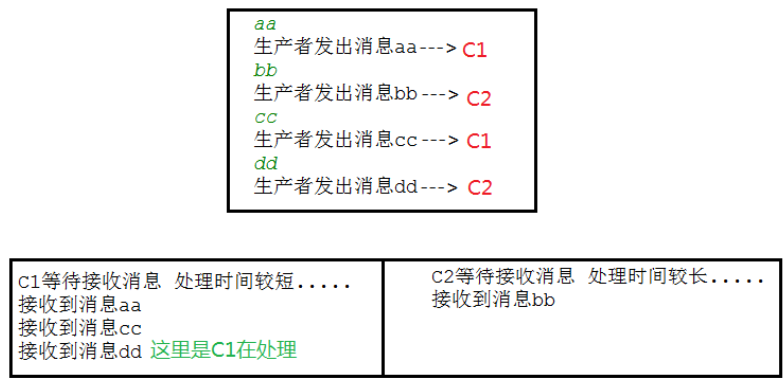 aa
生产者发出消息aa---> C1
bb
生产者发出消息bb---> C2
cc
生产者发出消息cc---> C1
dd
生产者发出消息dd---> C2
C1等待接收消息 处理时间较短.....
接收到消息aa
接收到消息cc
接收到消息dd 这里是C1在处理
C2等待接收消息 处理时间较长.....
接收到消息bb